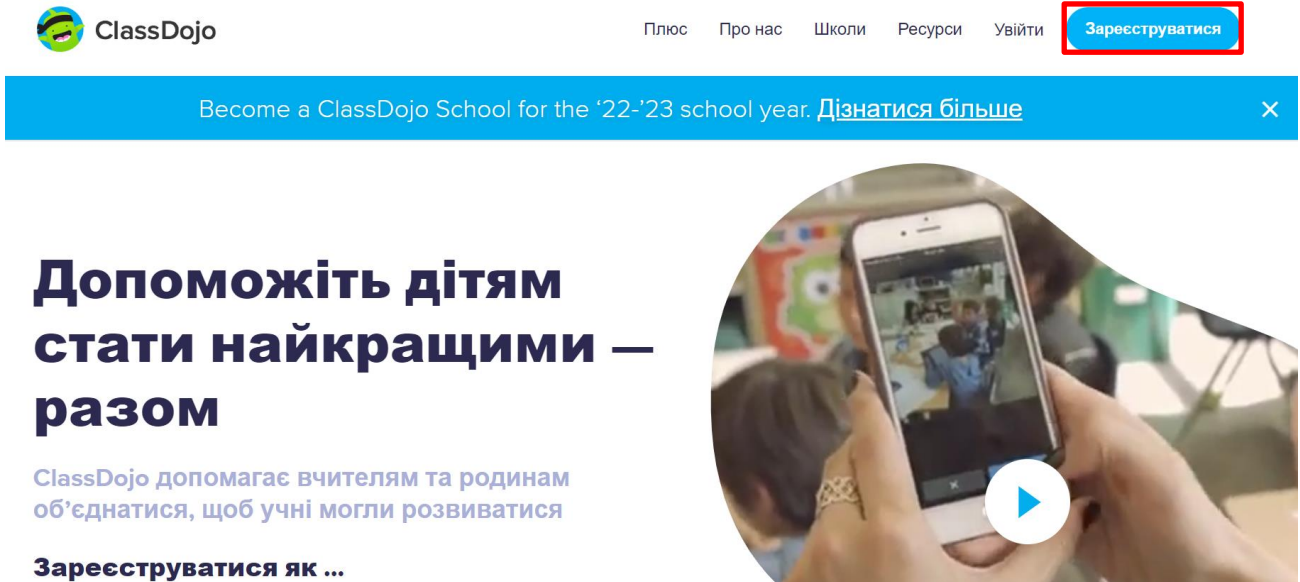 ClassDojo
Плюс Про нас Школи Ресурси Увійти Зареєструватися
Become a ClassDojo School for the ‘22-’23 school year. Дізнатися більше
Допоможіть дітям
стати найкращими —
разом
ClassDojo допомагає вчителям та родинам
об’єднатися, щоб учні могли розвиватися
Зареєструватися як ...